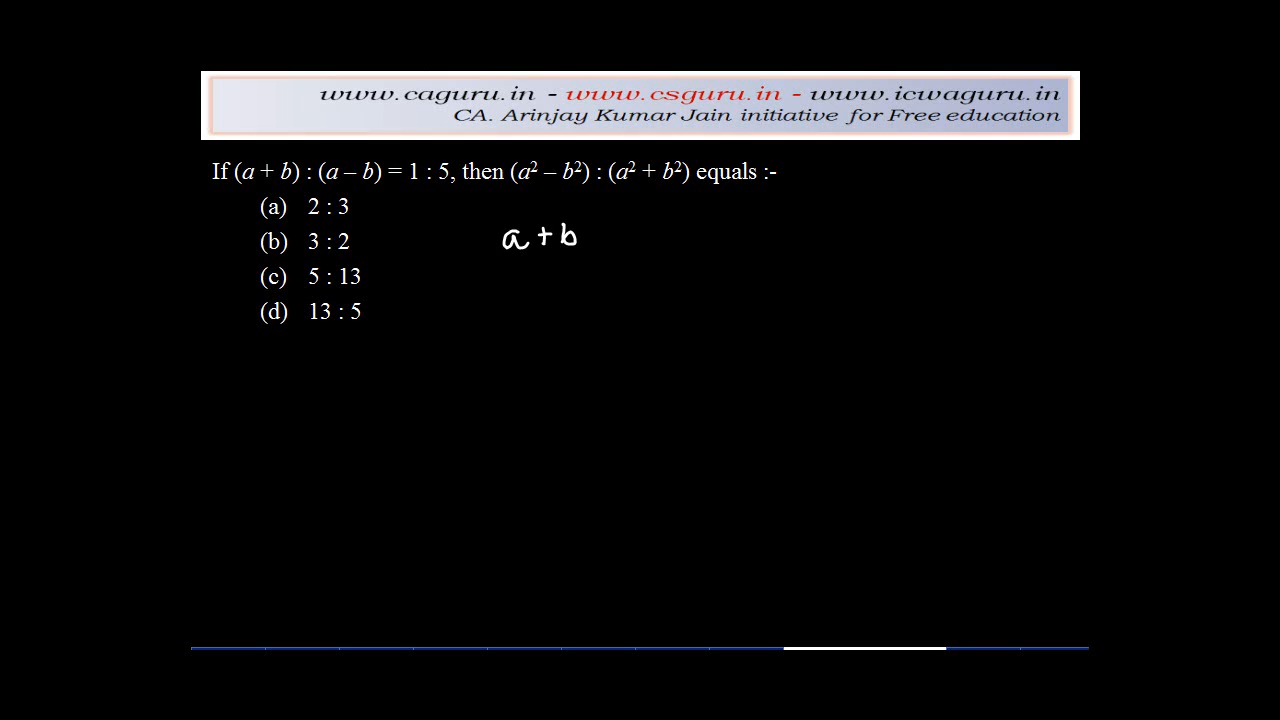 www.caguru.in - www.csguru.in - www.icwaguru.in
CA. Arinjay Kumar Jain initiative for Free education
If (a + b) : (a – b) = 1 : 5, then (a² – b²) : (a² + b²) equals :-
(a) 2 : 3
(b) 3 : 2
a + b
(c) 5 : 13
(d) 13 : 5